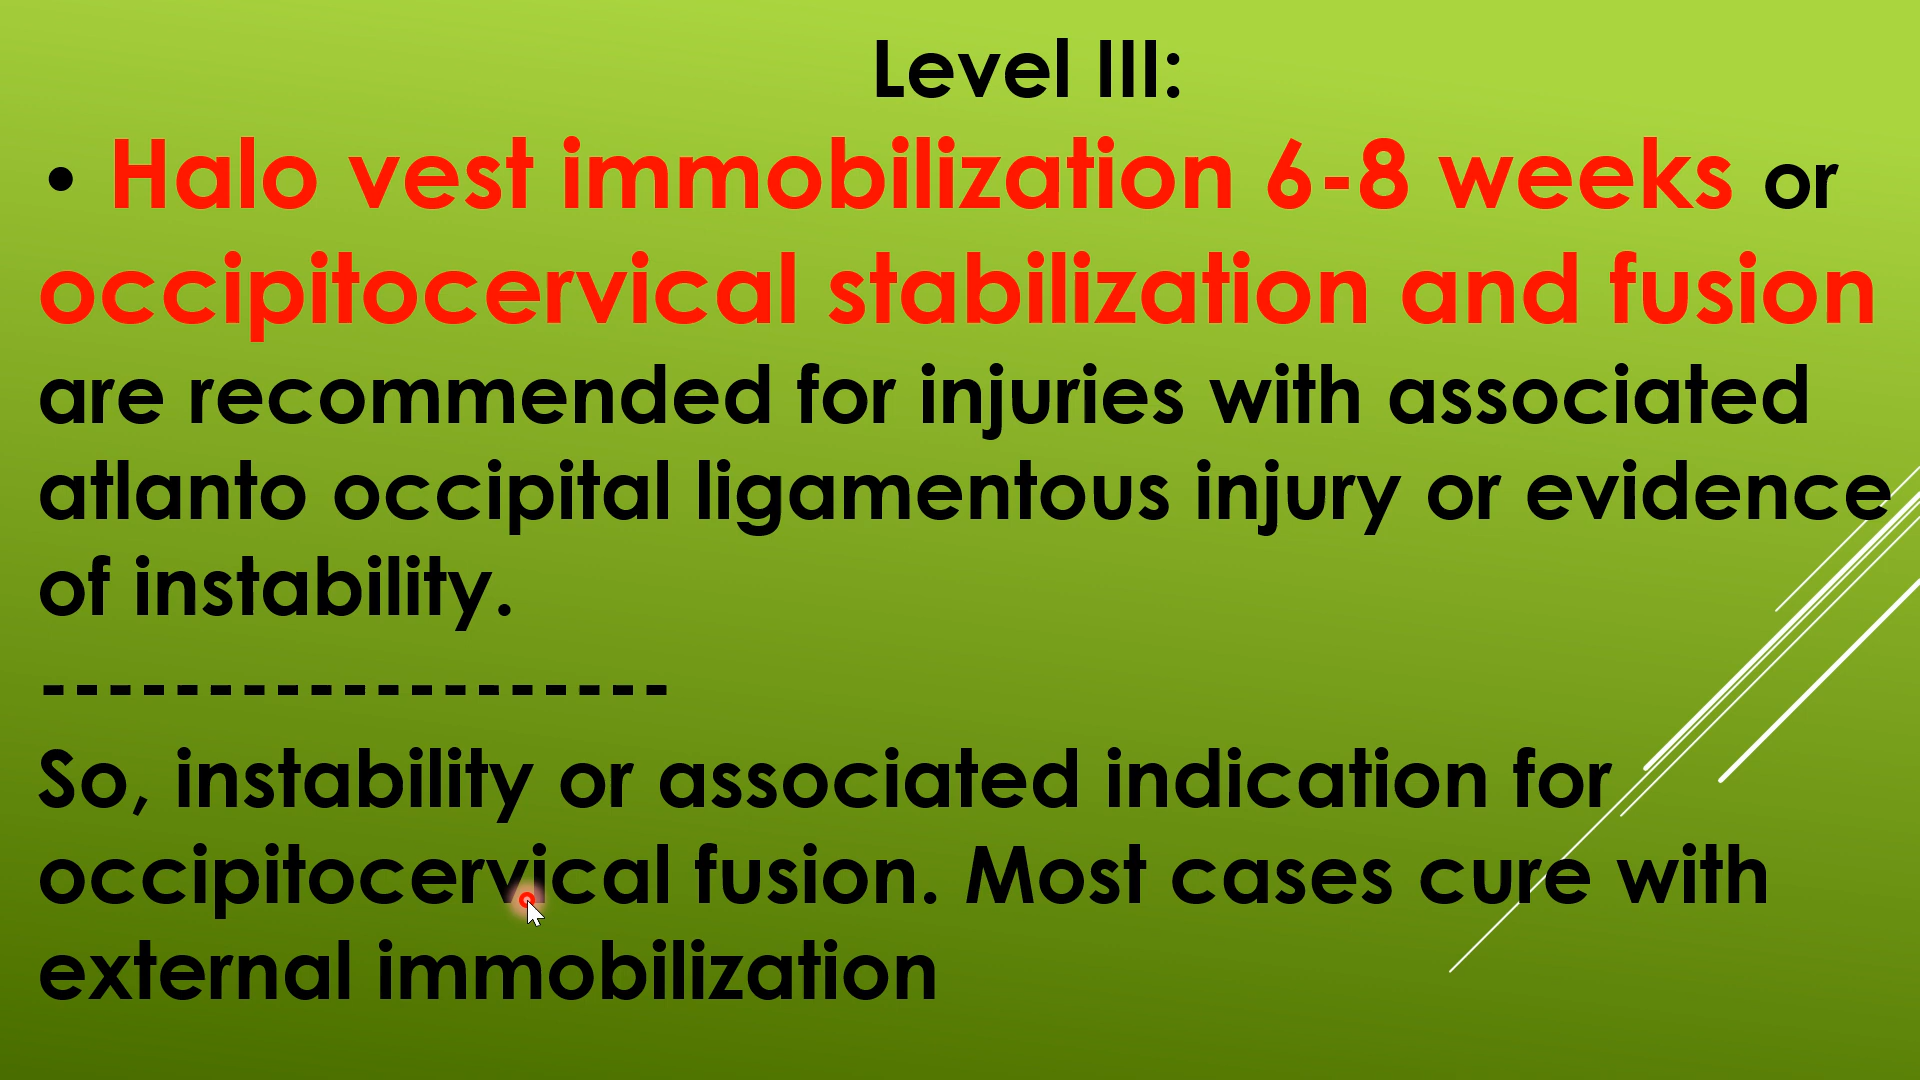 Level III:
• Halo vest immobilization 6-8 weeks or
occipitocervical stabilization and fusion
are recommended for injuries with associated
atlanto occipital ligamentous injury or evidence
of instability.
-------------------
So, instability or associated indication for
occipitocervical fusion. Most cases cure with
external immobilization